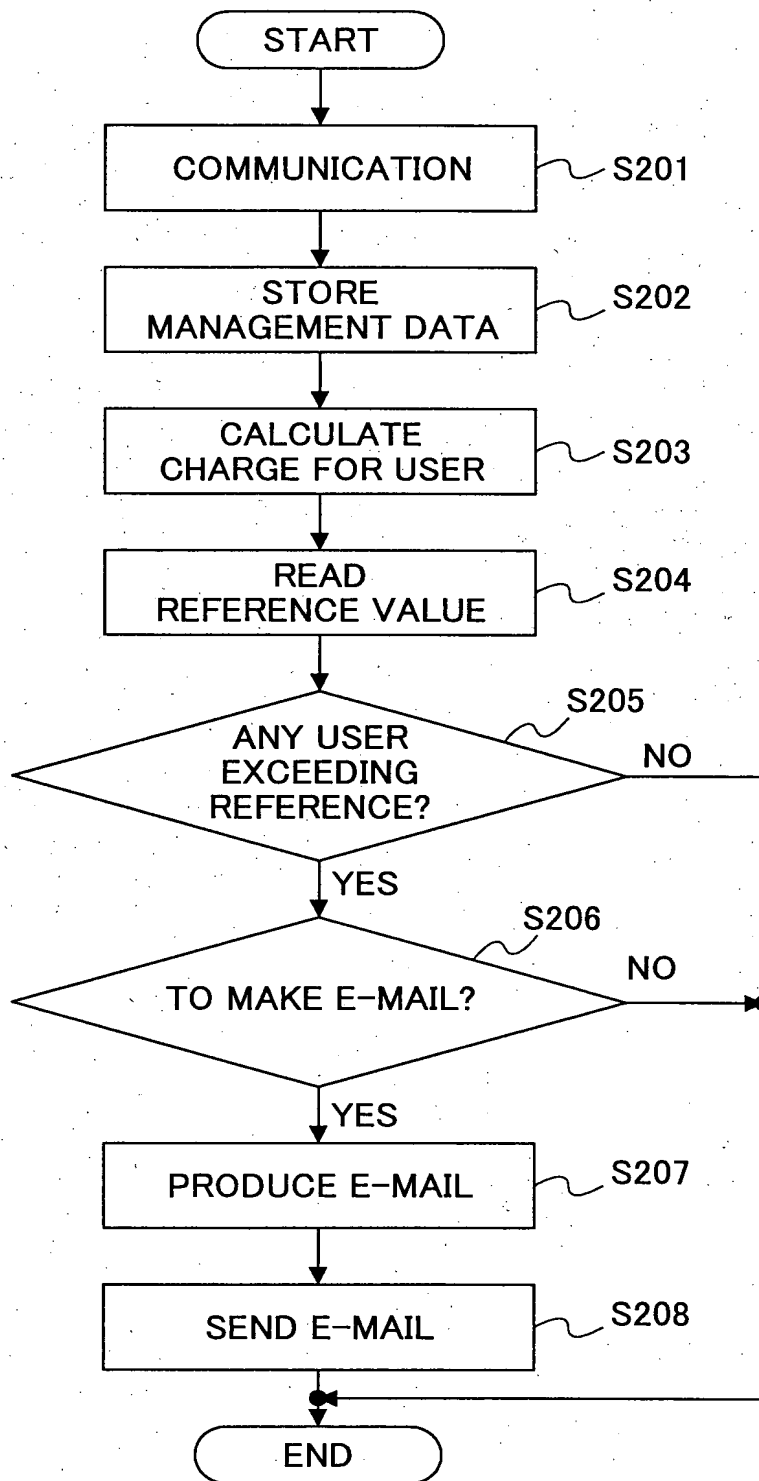 START
COMMUNICATION
S201
STORE
MANAGEMENT DATA
S202
CALCULATE
CHARGE FOR USER
S203
READ
REFERENCE VALUE
S204
S205
ANY USER
EXCEEDING
REFERENCE?
NO
YES
S206
TO MAKE E-MAIL?
NO
YES
PRODUCE E-MAIL
S207
SEND E-MAIL
S208
END